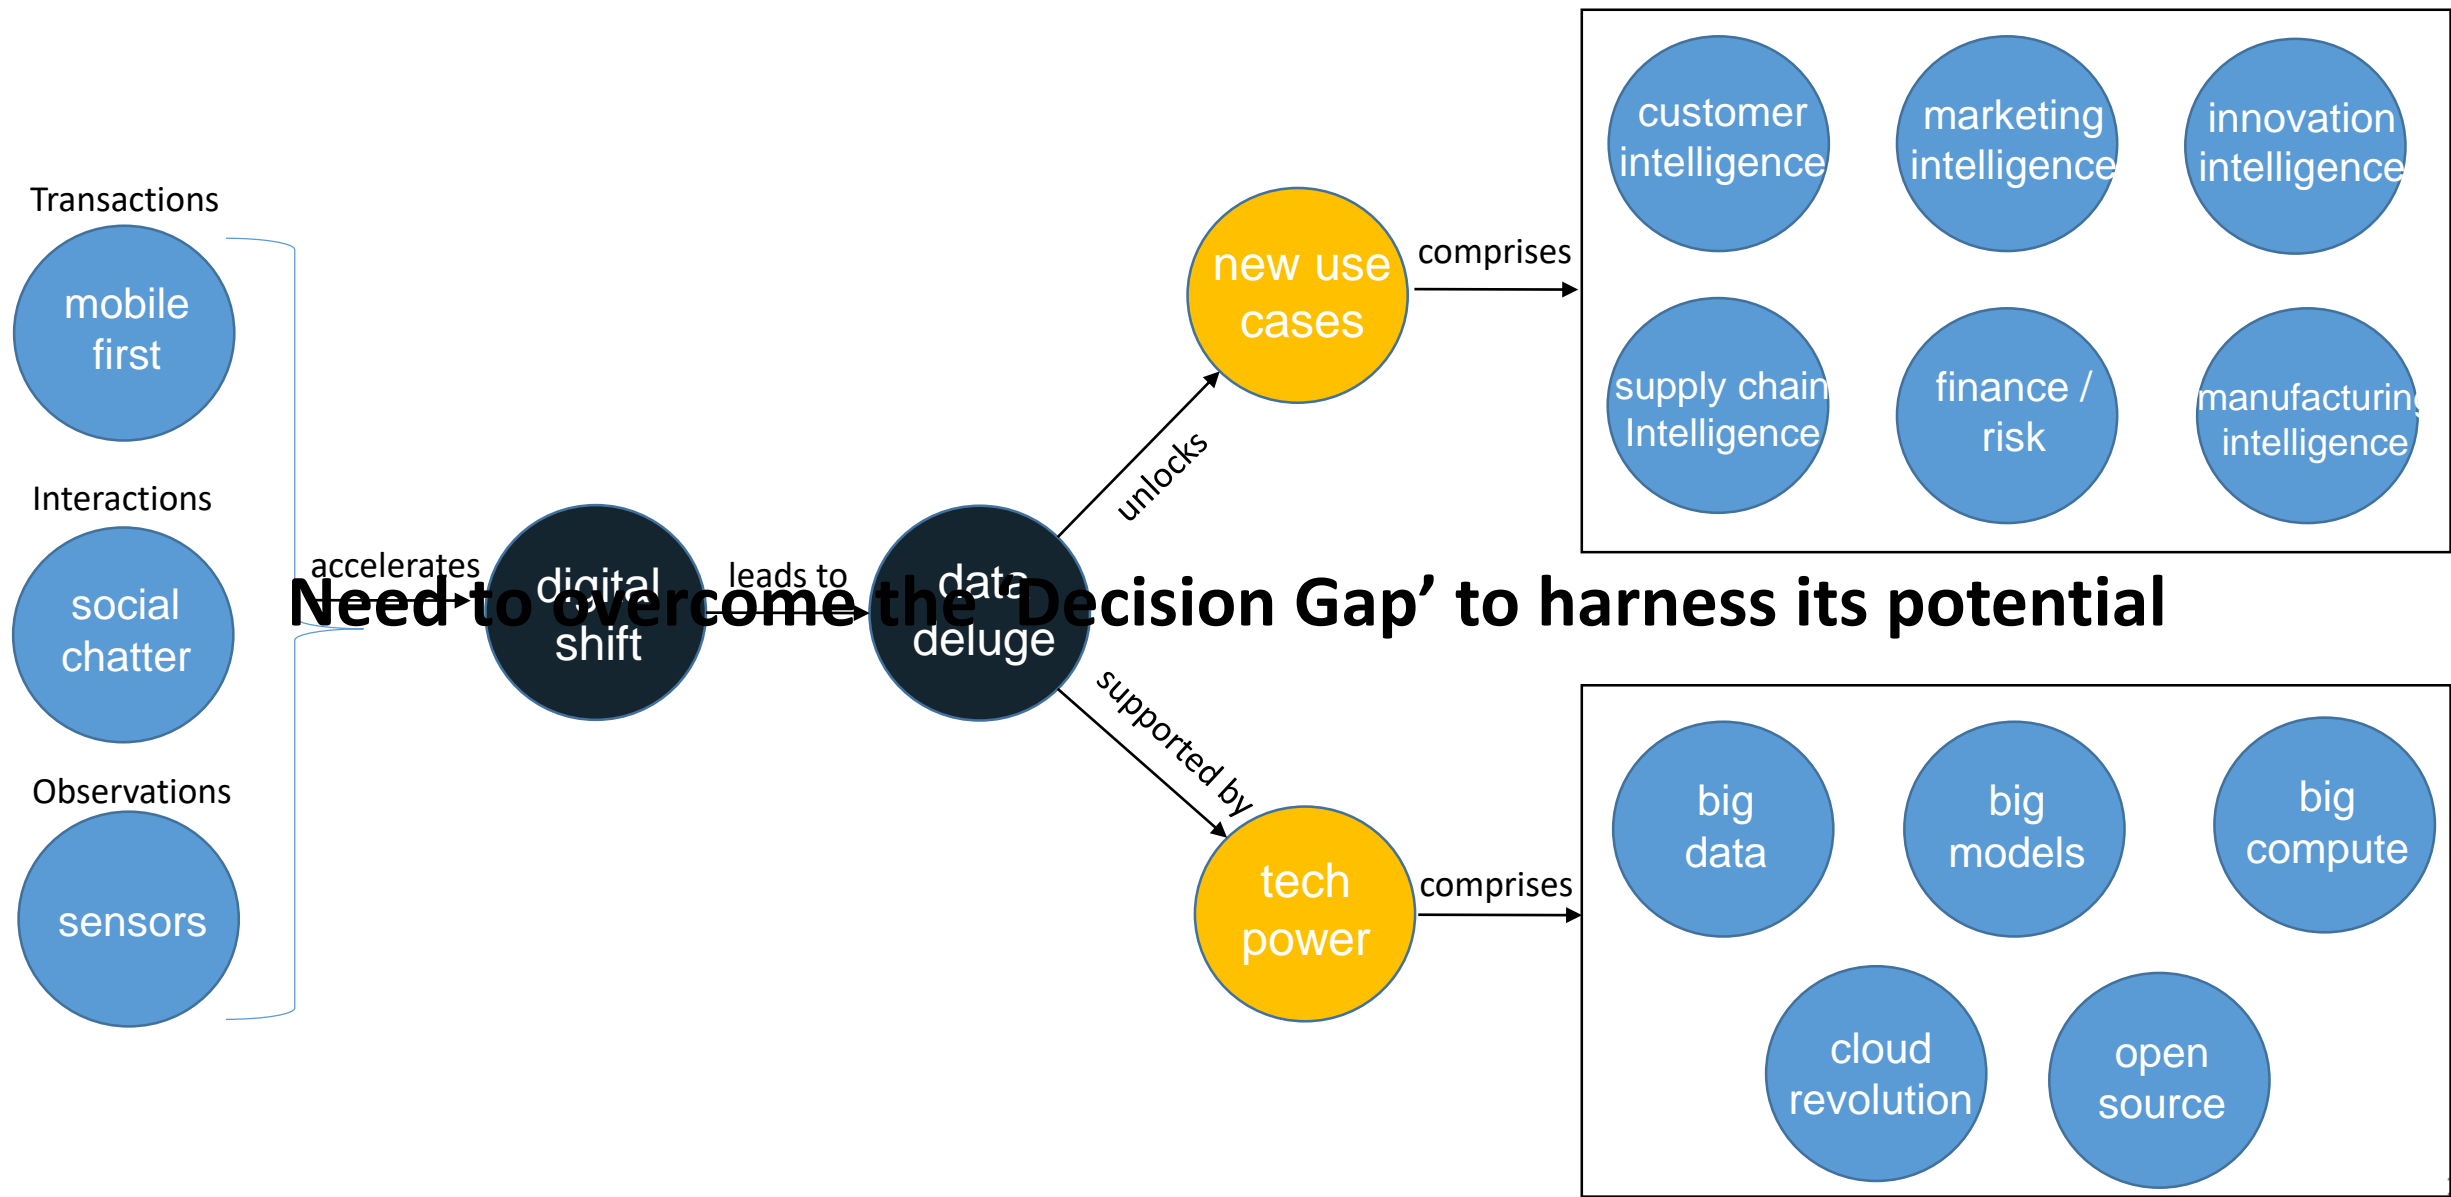 Transactions
mobile
first
Interactions
social
chatter
Observations
sensors
accelerates
digital
shift
leads to
data
deluge
unlocks
supported by
new use
cases
comprises
customer
intelligence
marketing
intelligence
innovation
intelligence
supply chain
Intelligence
finance /
risk
manufacturing
intelligence
Need to overcome the ‘Decision Gap’ to harness its potential
tech
power
comprises
big
data
big
models
big
compute
cloud
revolution
open
source